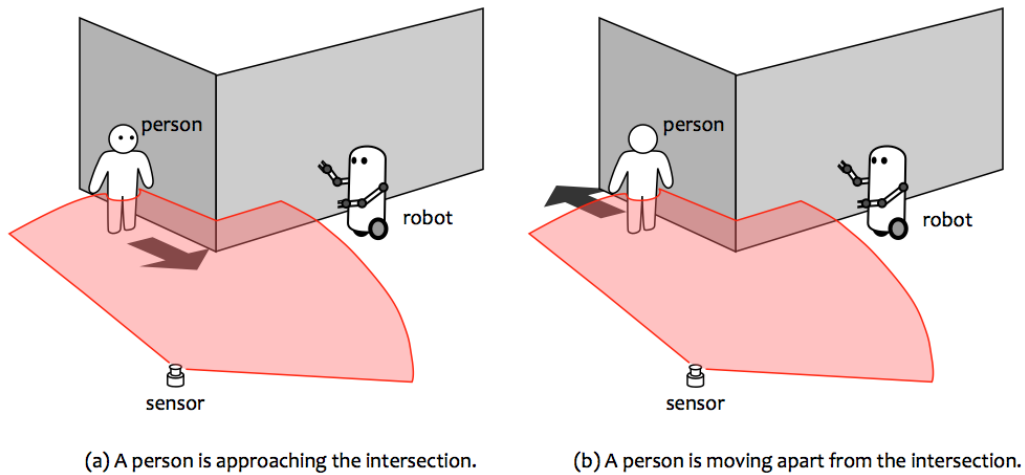 person
robot
sensor
(a) A person is approaching the intersection.
person
robot
sensor
(b) A person is moving apart from the intersection.